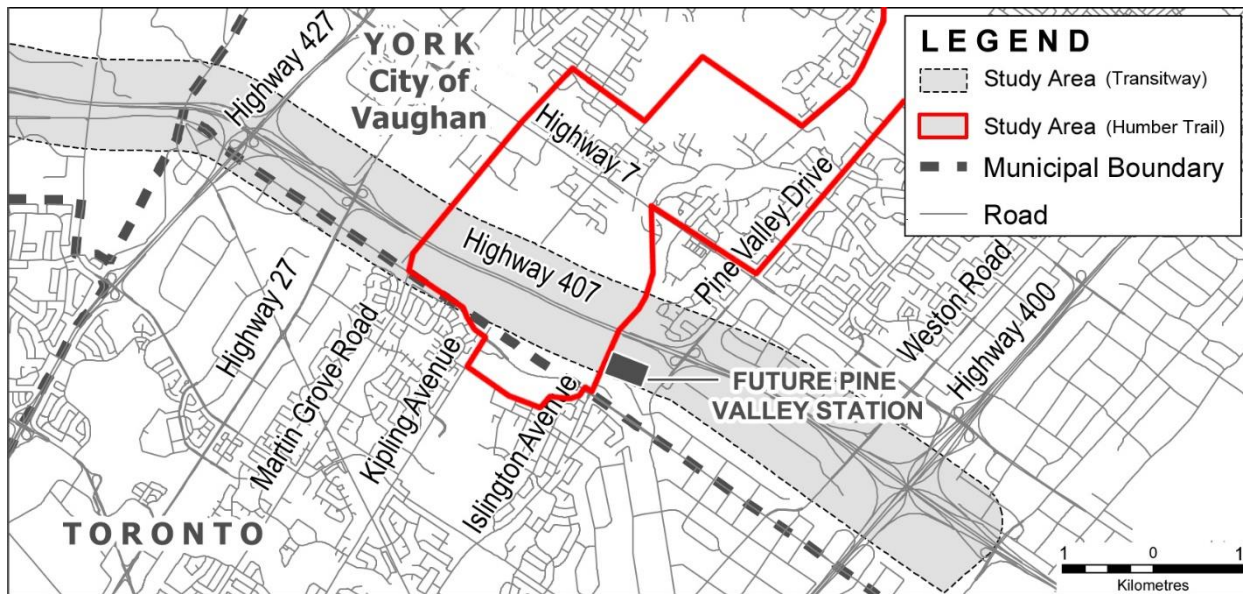 YORK
City of
Vaughan
Highway 427
Highway 7
Highway 407
Pine Valley Drive
Weston Road
Highway 400
Highway 27
Martin Grove Road
Kipling Avenue
Islington Avenue
FUTURE PINE
VALLEY STATION
TORONTO
LEGEND
Study Area (Transitway)
Study Area (Humber Trail)
Municipal Boundary
Road
1 0 1
Kilometres